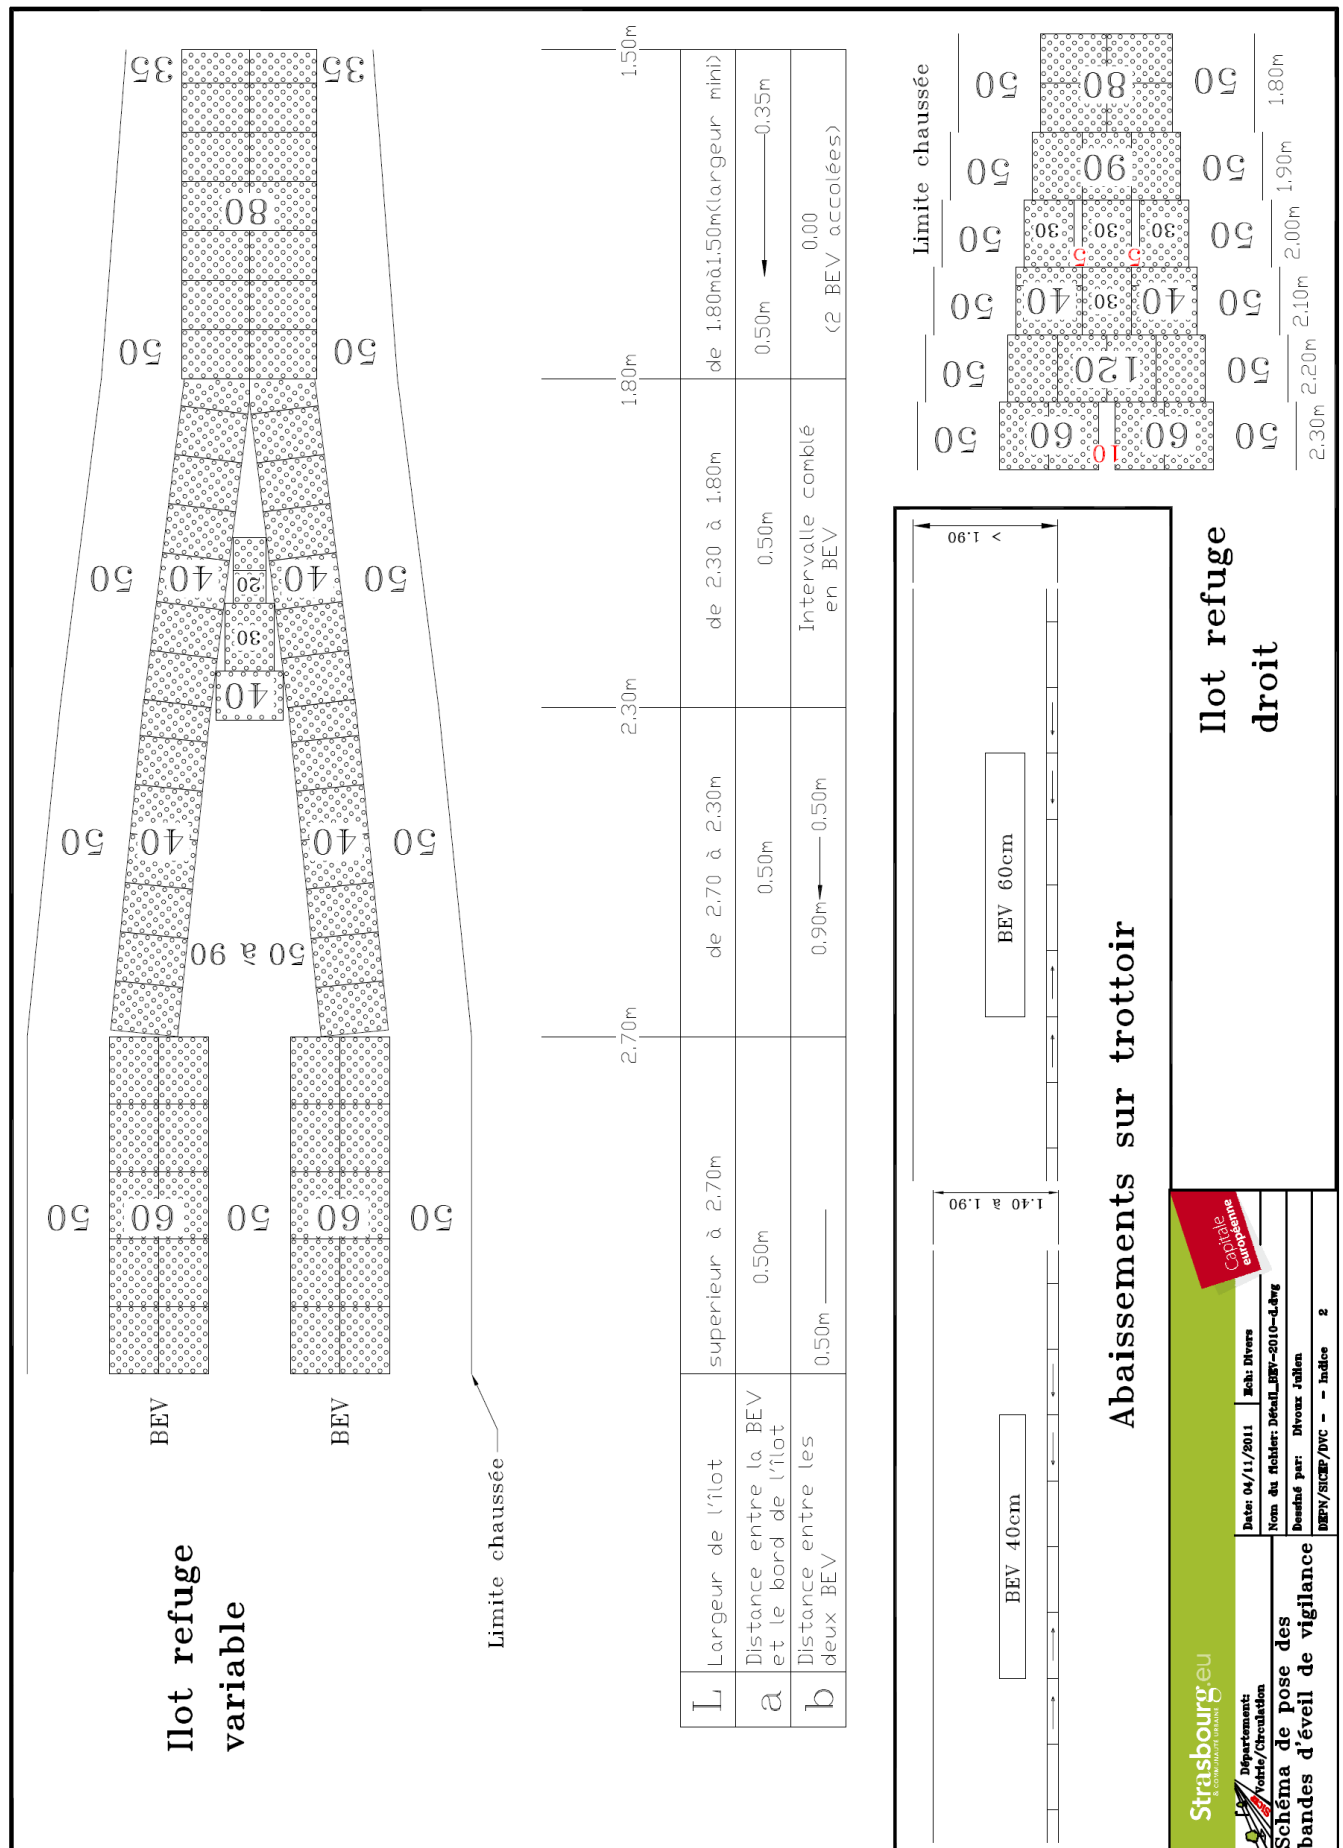 Ilot refuge
variable
BEV
BEV
Limite chaussée
50
60
50
60
50
50
40
50 à 90
40
50
50
40
40
30
20
40
50
50
80
50
35
35
2.70m
2.30m
1.80m
1.50m
L
Largeur de l'îlot
superieur à 2.70m
de 2.70 à 2.30m
de 2.30 à 1.80m
de 1.80mà1.50m(largeur mini)
a
Distance entre la BEV
et le bord de l'îlot
0.50m
0.50m
0.50m
0.50m
0.35m
b
Distance entre les
deux BEV
0.50m
0.90m
0.50m
Intervalle comblé
en BEV
0.00
(2 BEV accolées)
Limite chaussée
50
60
10
60
50
2.30m
50
120
50
2.20m
50
40
30
40
50
2.10m
50
30
5
30
5
30
50
2.00m
50
90
50
1.90m
50
80
50
1.80m
Ilot refuge
droit
BEV 40cm
1.40 à 1.90
BEV 60cm
> 1.90
Abaissements sur trottoir
Strasbourg.eu
& COMMUNAUTÉ URBAINE
Capitale
européenne
SICEP
Département:
Voirie/Circulation
Schéma de pose des
bandes d'éveil de vigilance
Date: 04/11/2011
Ech: Divers
Nom du fichier: Détail_BEV-2010-d.dwg
Dessiné par: Divoux Julien
DEPN/SICEP/DVC - - Indice 2